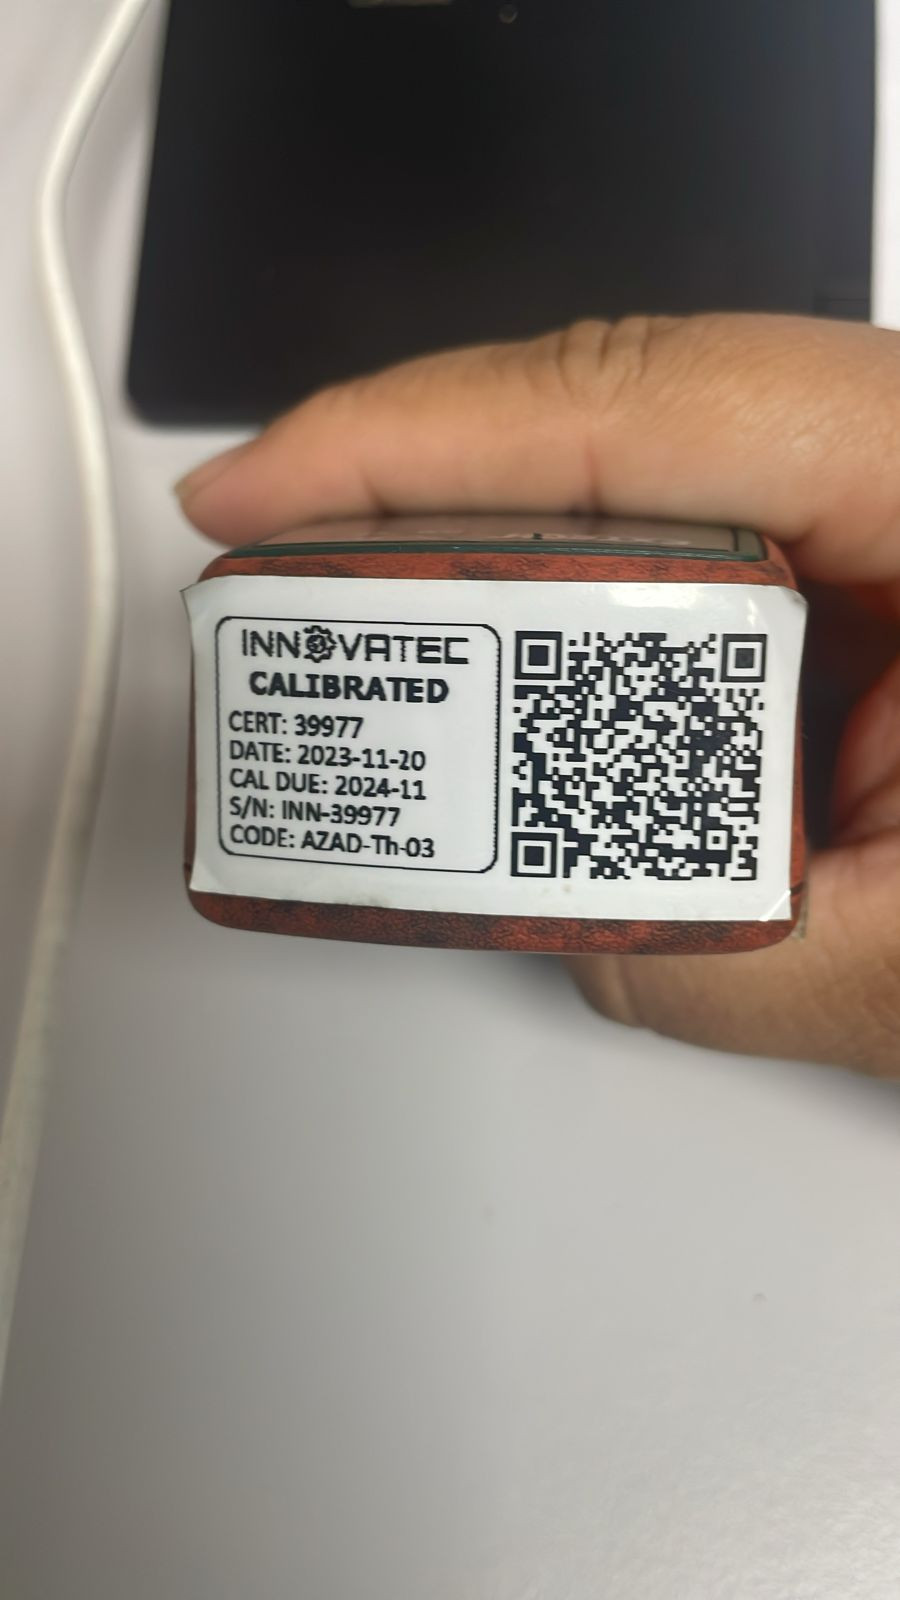 INNOVATEC
CALIBRATED
CERT: 39977
DATE: 2023-11-20
CAL DUE: 2024-11
S/N: INN-39977
CODE: AZAD-Th-03